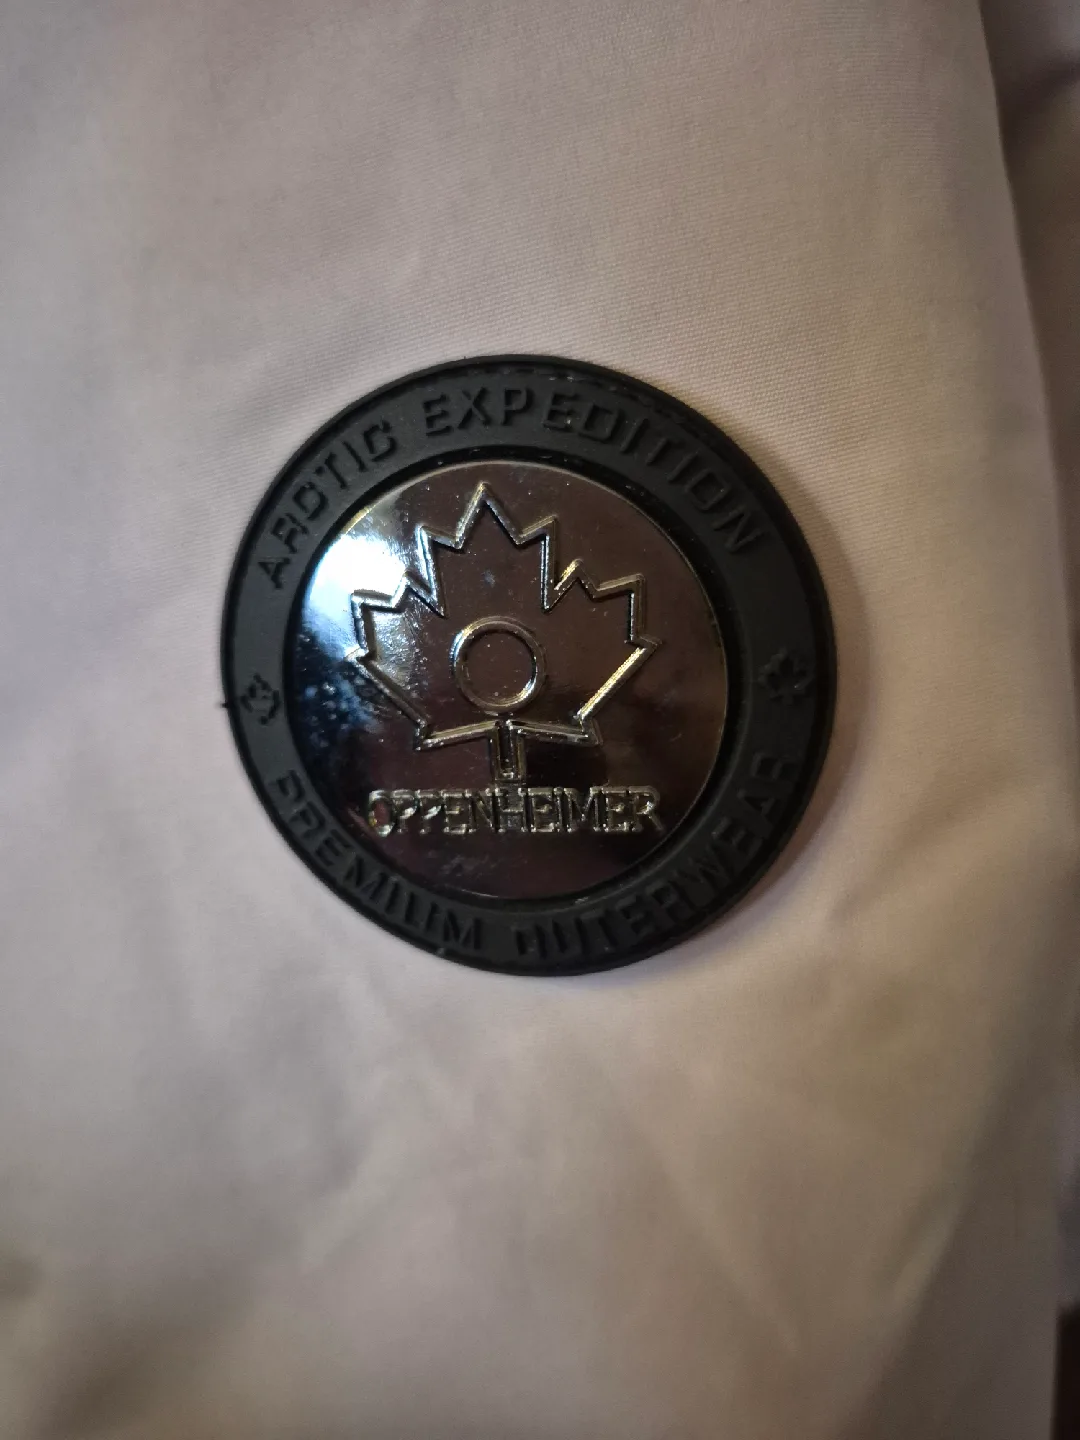 ARCTIC EXPEDITION
OPPENHEIMER
PREMIUM OUTERWEAR